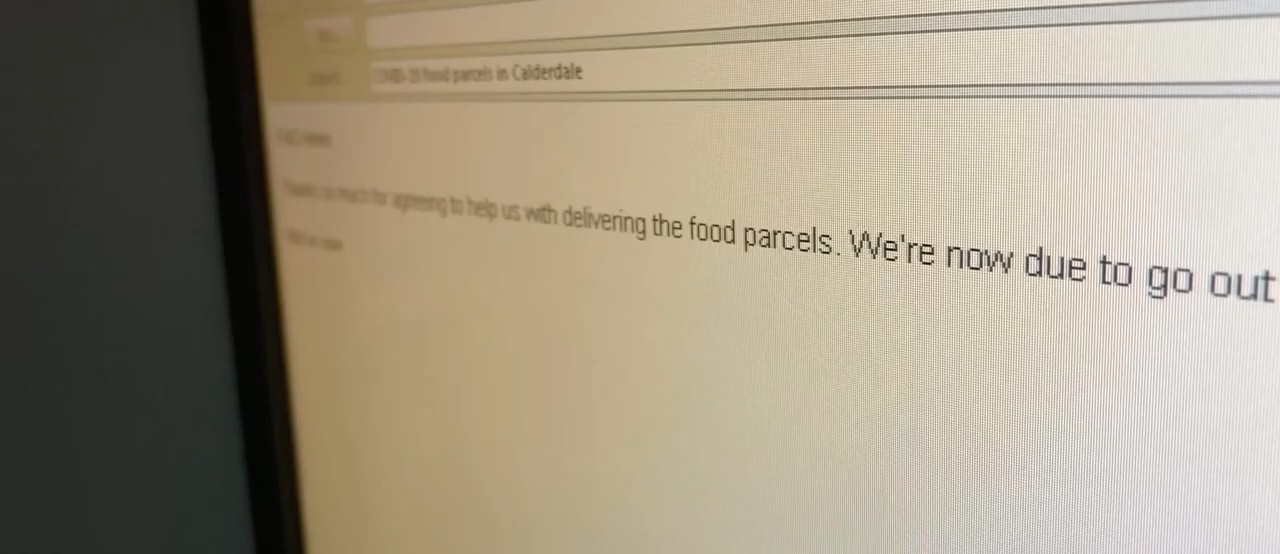 COVID-19 food parcels in Calderdale
Thanks so much for agreeing to help us with delivering the food parcels. We're now due to go out